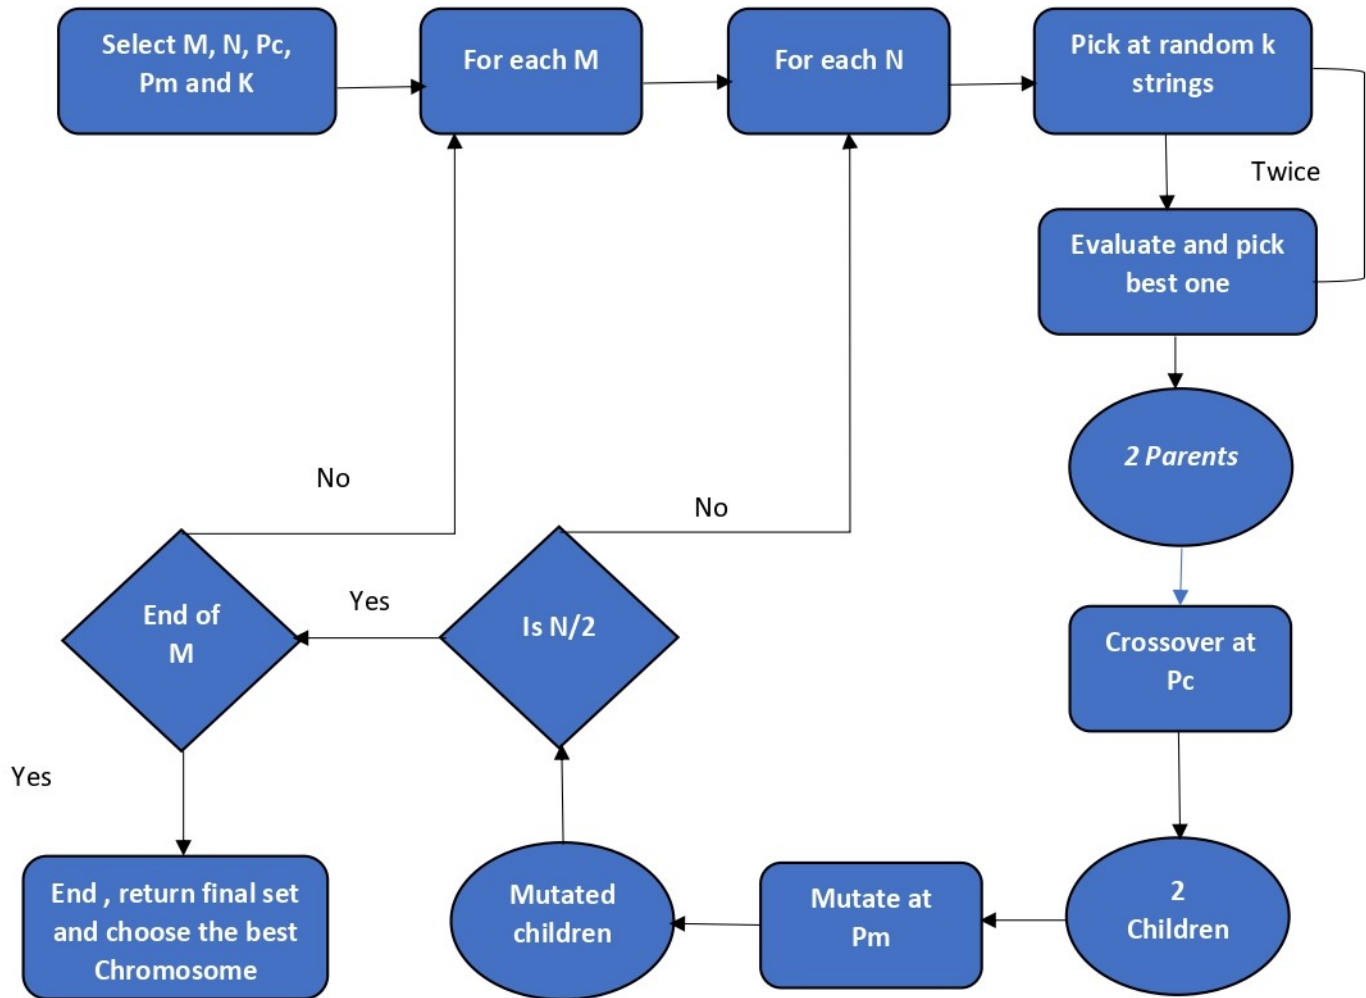 Select M, N, Pc,
Pm and K
For each M
For each N
Pick at random k
strings
Twice
Evaluate and pick
best one
2 Parents
No
No
End of
M
Yes
Is N/2
Crossover at
Pc
Yes
End , return final set
and choose the best
Chromosome
Mutated
children
Mutate at
Pm
2
Children